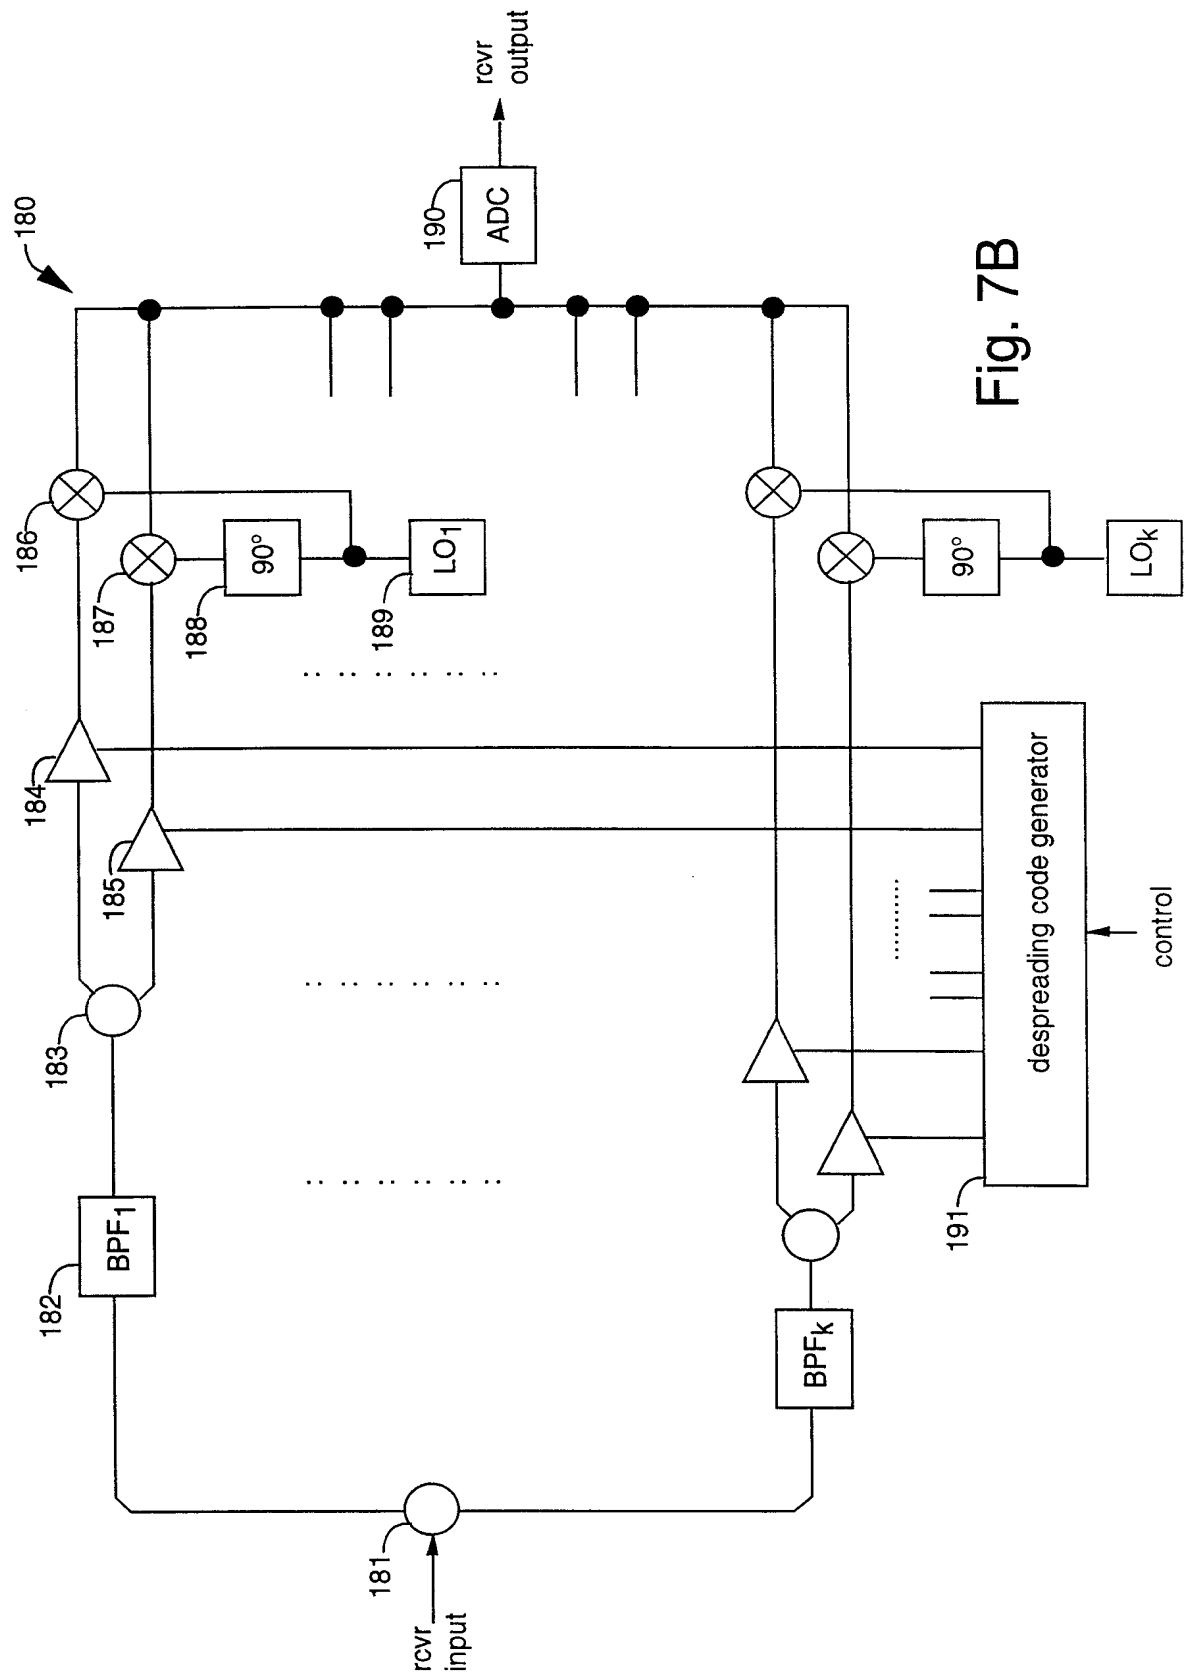 180
rcvr
input
181
182
BPF1
183
184
185
186
187
188
90°
189
LO1
190
ADC
rcvr
output
BPFk
90°
LOk
191
despreading code generator
control
Fig. 7B